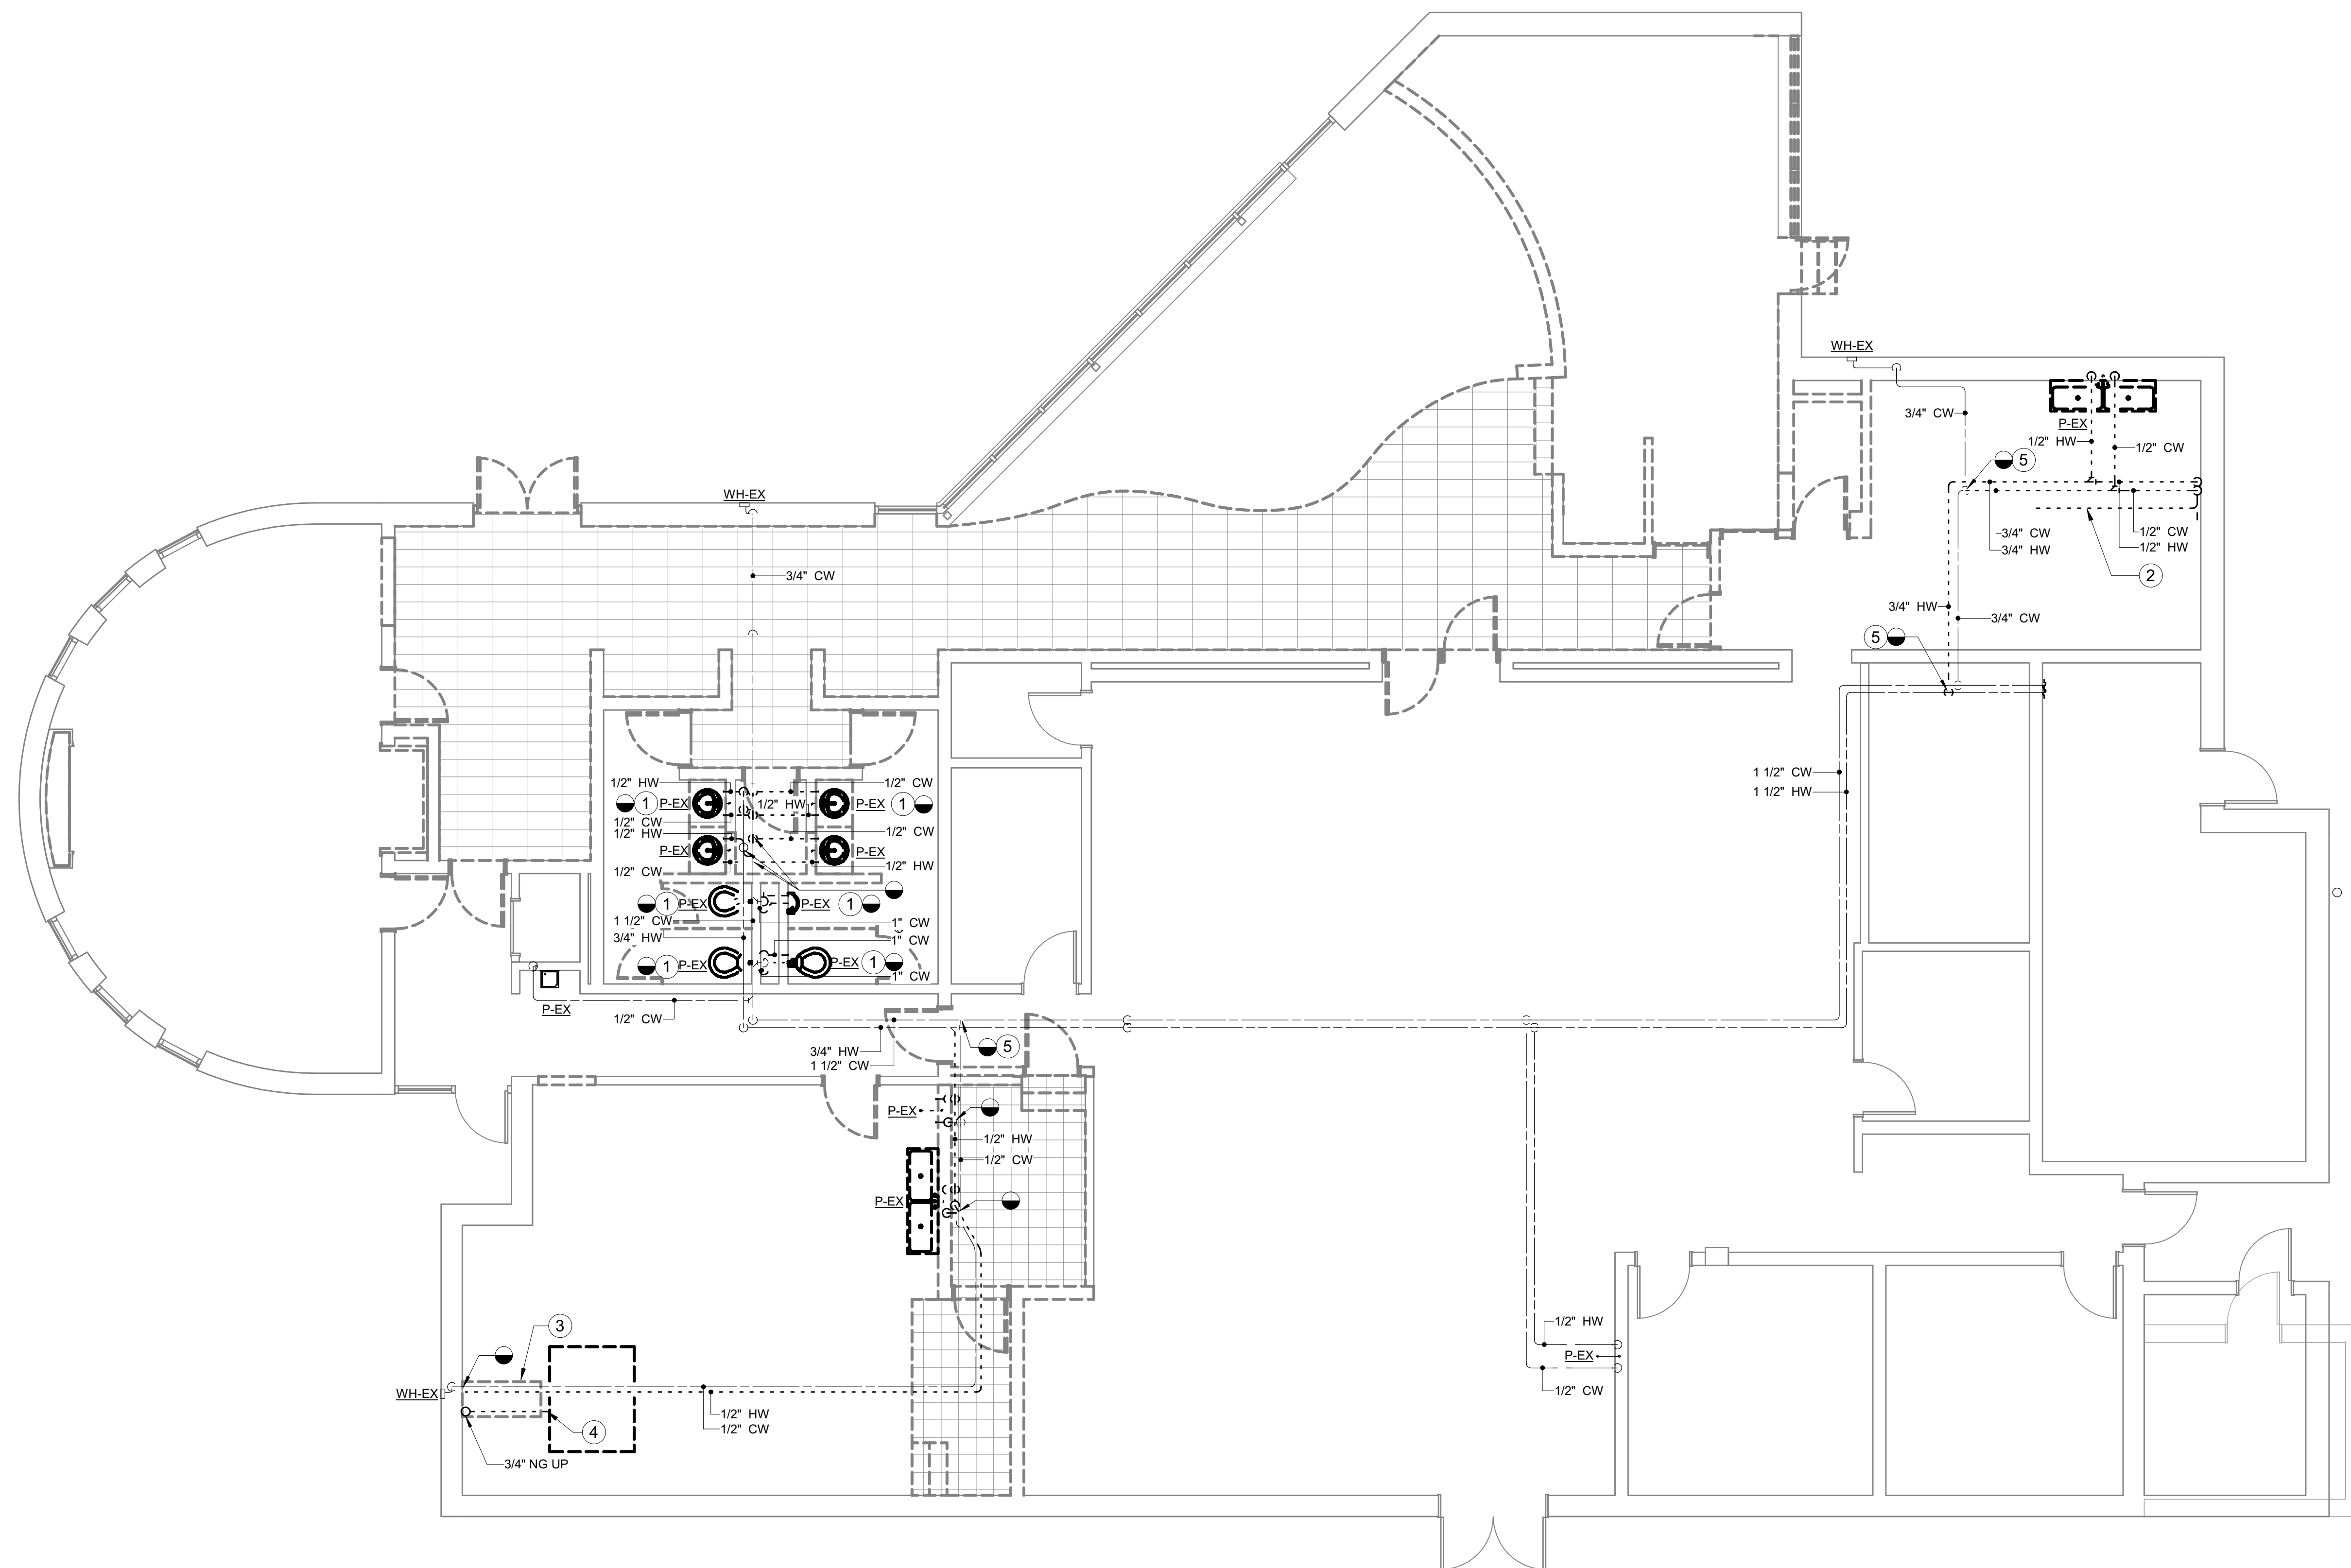 WH-EX
3/4" CW
P-EX
1/2" HW
1/2" CW
5
WH-EX
3/4" CW
3/4" HW
1/2" CW
1/2" HW
3/4" CW
2
3/4" HW
3/4" CW
5
1 1/2" CW
1 1/2" HW
1/2" HW
1/2" CW
1
P-EX
1/2" HW
P-EX
1
1/2" CW
1/2" HW
1/2" CW
P-EX
P-EX
1/2" CW
1/2" HW
1
P-EX
P-EX
1
1 1/2" CW
1" CW
3/4" HW
1" CW
1
P-EX
P-EX
1
1" CW
P-EX
1/2" CW
3/4" HW
1 1/2" CW
5
P-EX
1/2" HW
1/2" CW
P-EX
3
1/2" HW
P-EX
1/2" CW
WH-EX
1/2" HW
1/2" CW
4
3/4" NG UP